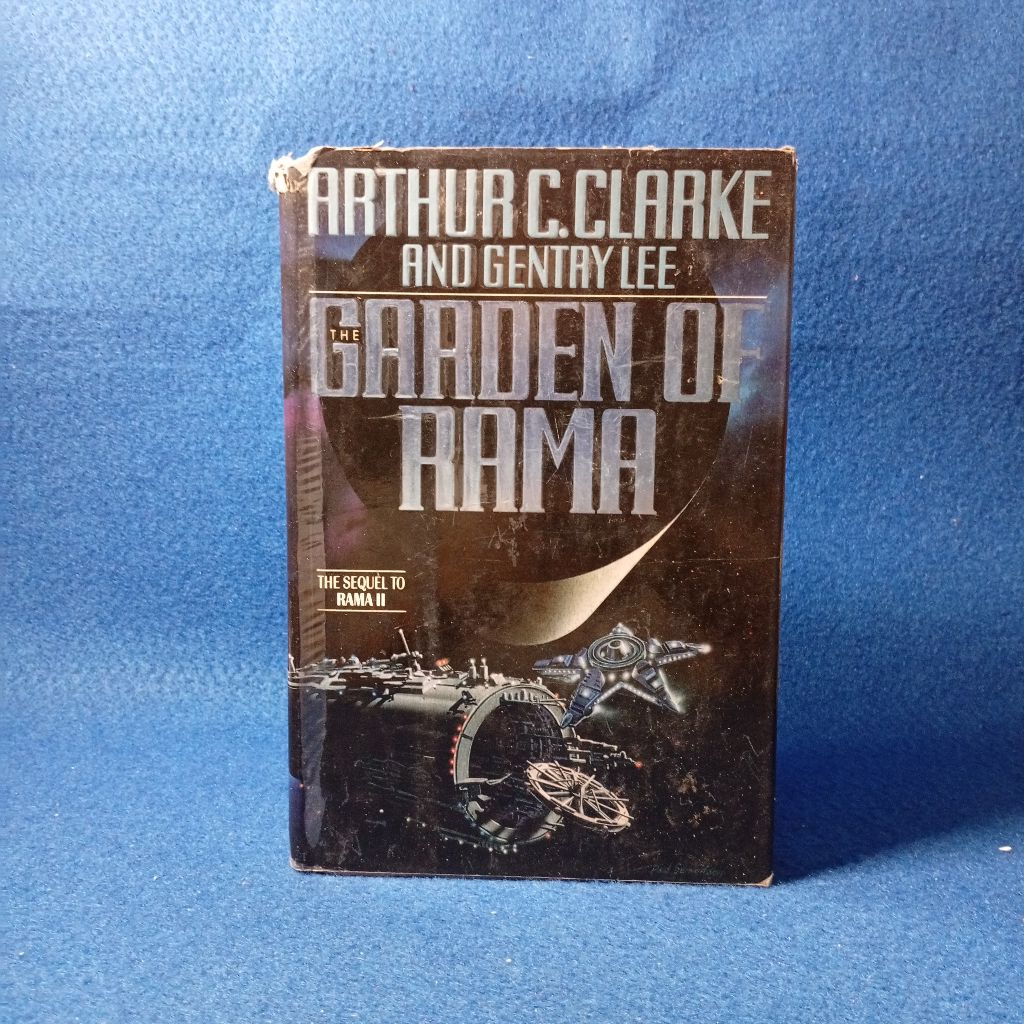 ARTHUR C. CLARKE
AND GENTRY LEE
THE
GARDEN OF
RAMA
THE SEQUEL TO
RAMA II